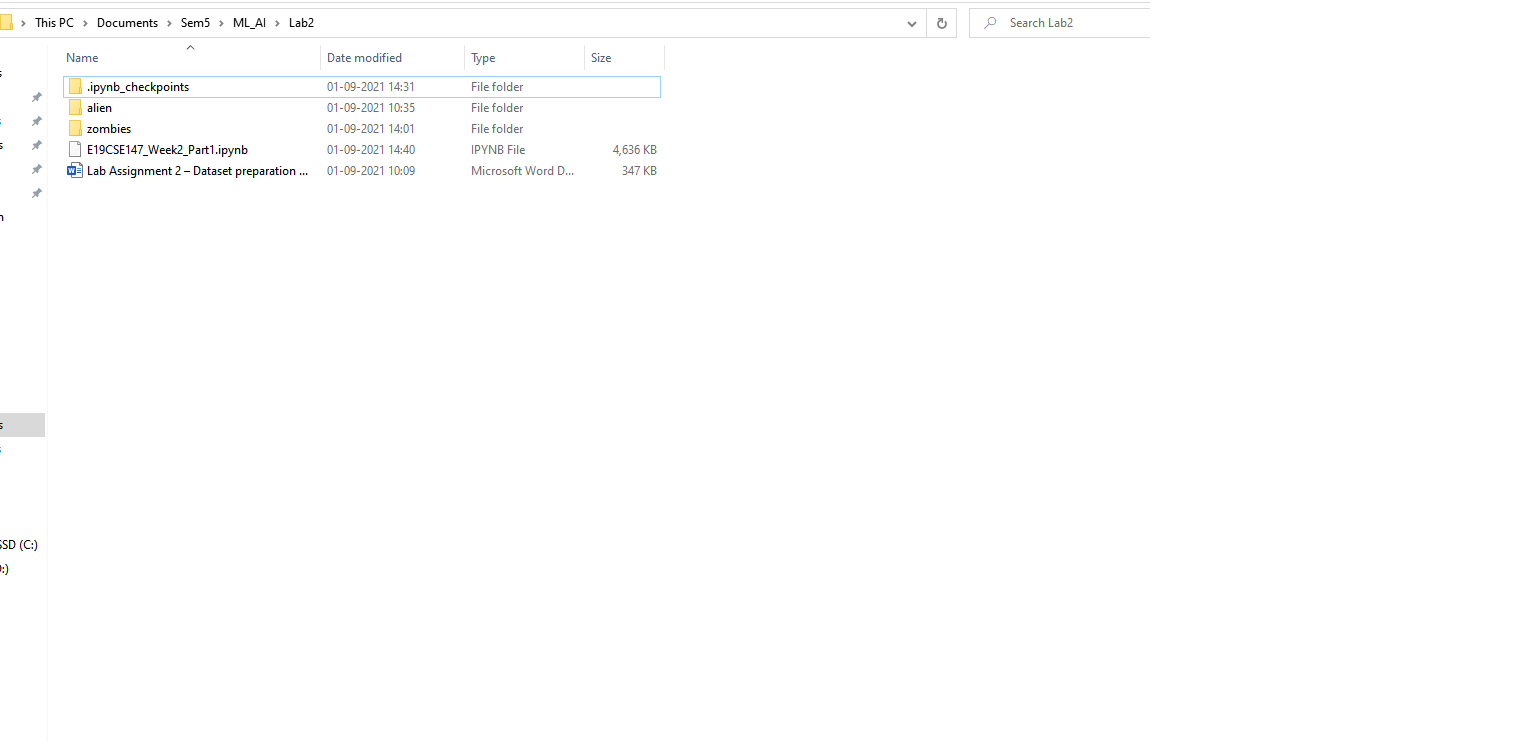 This PC > Documents > Sem5 > ML_AI > Lab2
Search Lab2
Name Date modified Type Size
.ipynb_checkpoints 01-09-2021 14:31 File folder
alien 01-09-2021 10:35 File folder
zombies 01-09-2021 14:01 File folder
E19CSE147_Week2_Part1.ipynb 01-09-2021 14:40 IPYNB File 4,636 KB
Lab Assignment 2 – Dataset preparation ... 01-09-2021 10:09 Microsoft Word D... 347 KB
SSD (C:)
:)